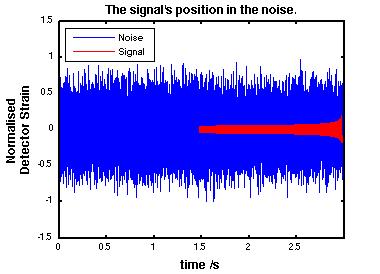 The signal's position in the noise.
1.5
Noise
Signal
1
0.5
0
-0.5
-1
-1.5
Normalised
Detector Strain
0 0.5 1 1.5 2 2.5
time /s